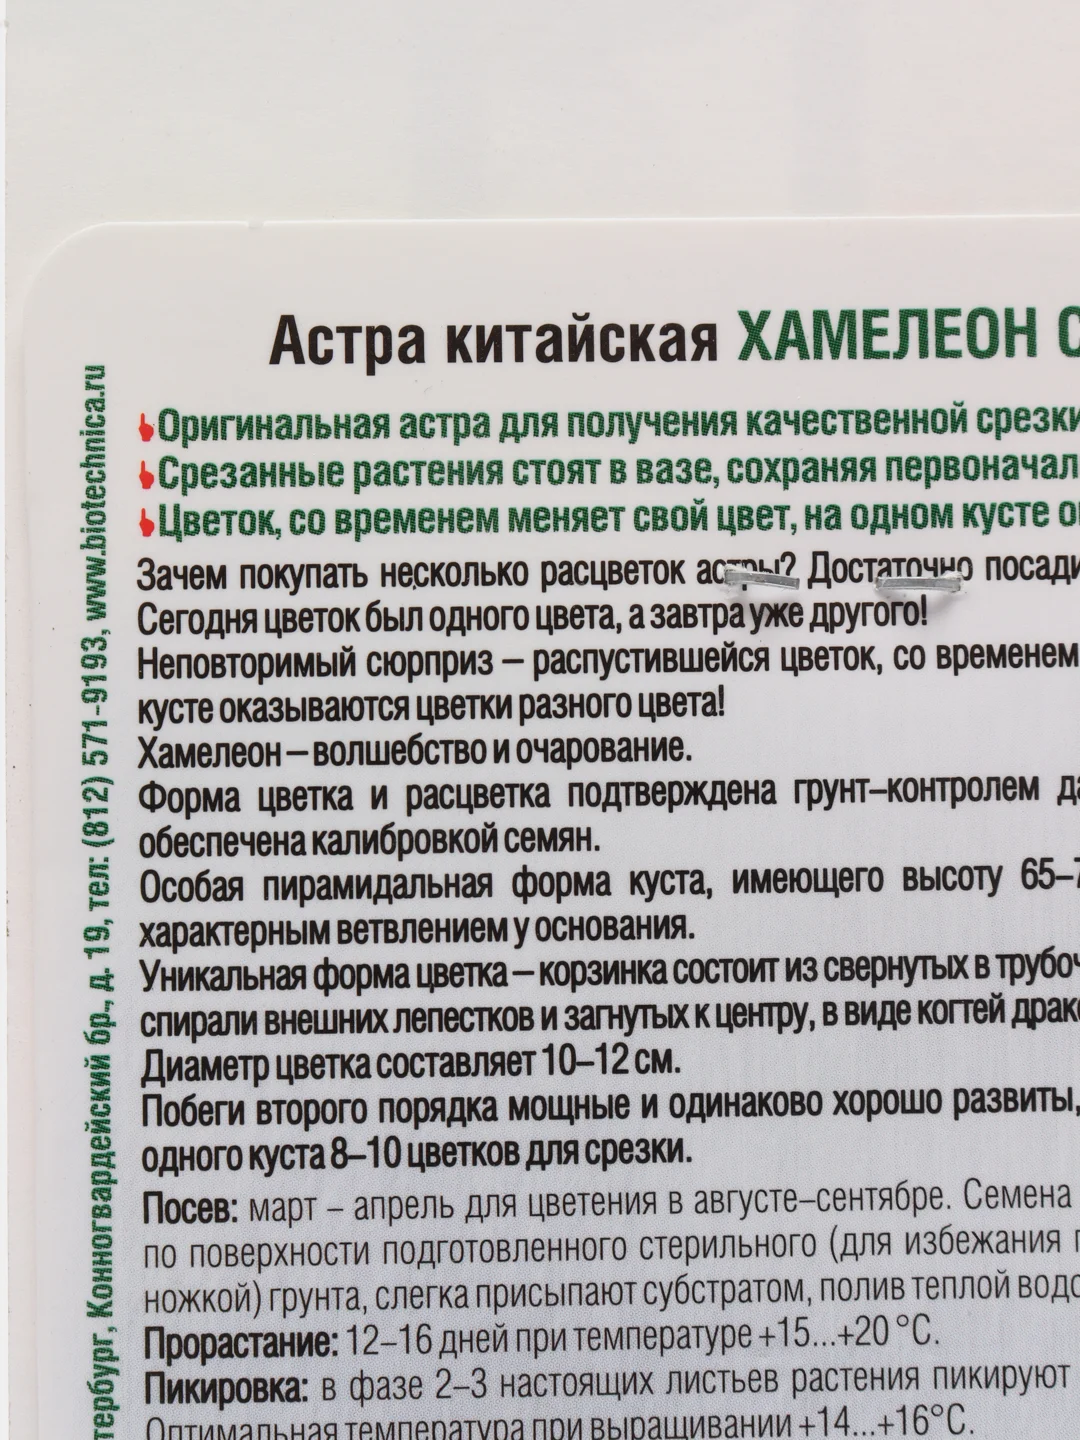 Астра китайская ХАМЕЛЕОН
Оригинальная астра для получения качественной срезки
Срезанные растения стоят в вазе, сохраняя
Цветок, со временем меняет свой цвет, на одном кусте
Зачем покупать несколько расцветок астры? Достаточно
Сегодня цветок был одного цвета, а завтра уже другого!
Неповторимый сюрприз – распустившейся цветок, со временем
кусте оказываются цветки разного цвета!
Хамелеон – волшебство и очарование.
Форма цветка и расцветка подтверждена грунт–контролем
обеспечена калибровкой семян.
Особая пирамидальная форма куста, имеющего высоту
характерным ветвлением у основания.
Уникальная форма цветка – корзинка состоит из свернутых в
спирали внешних лепестков и загнутых к центру, в виде когтей
Диаметр цветка составляет 10–12 см.
Побеги второго порядка мощные и одинаково хорошо развиты,
одного куста 8–10 цветков для срезки.
Посев: март – апрель для цветения в августе–сентябре. Семена
по поверхности подготовленного стерильного (для избежания
ножкой) грунта, слегка присыпают субстратом, полив теплой
Прорастание: 12–16 дней при температуре +15...+20 °С.
Пикировка: в фазе 2–3 настоящих листьев растения пикируют
Оптимальная температура при выращивании +14...+16°С.
тербург, Конногвардейский бр., д. 19, тел: (812) 571-9193, www.biotechnica.ru